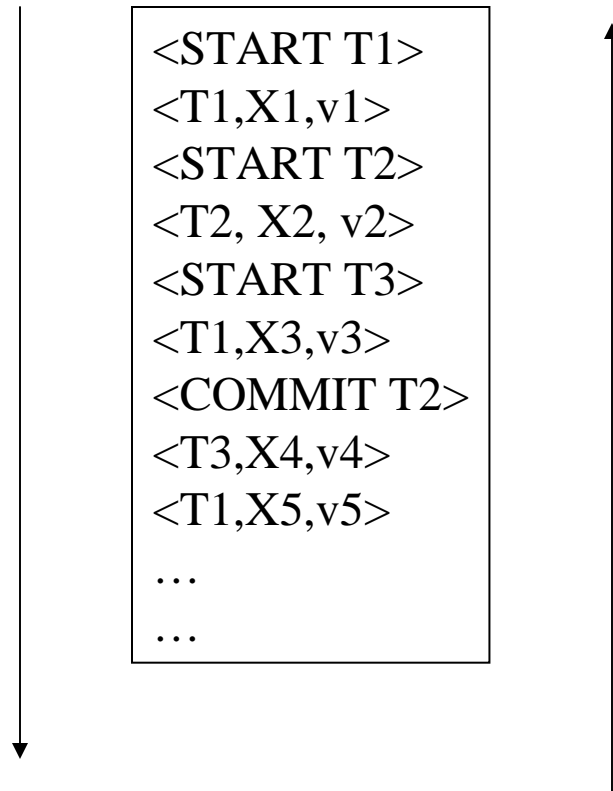 <START T1>
<T1,X1,v1>
<START T2>
<T2, X2, v2>
<START T3>
<T1,X3,v3>
<COMMIT T2>
<T3,X4,v4>
<T1,X5,v5>
…
…